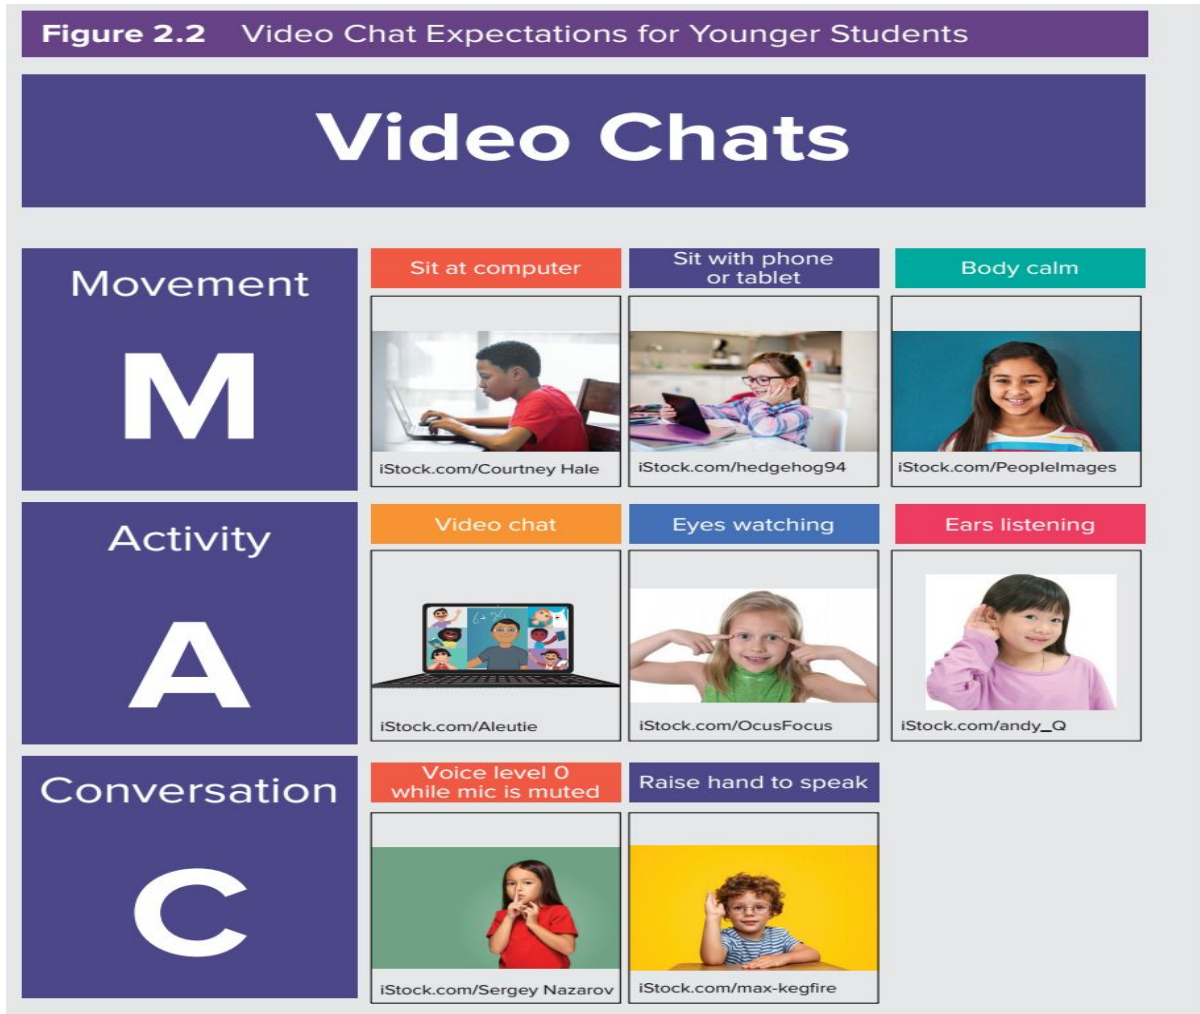 Figure 2.2 Video Chat Expectations for Younger Students
Video Chats
Movement
M
Sit at computer
Sit with phone
or tablet
Body calm
iStock.com/Courtney Hale
iStock.com/hedgehog94
iStock.com/PeopleImages
Activity
A
Video chat
Eyes watching
Ears listening
iStock.com/Aleutie
iStock.com/OcusFocus
iStock.com/andy_Q
Conversation
C
Voice level 0
while mic is muted
Raise hand to speak
iStock.com/Sergey Nazarov
iStock.com/max-kegfire